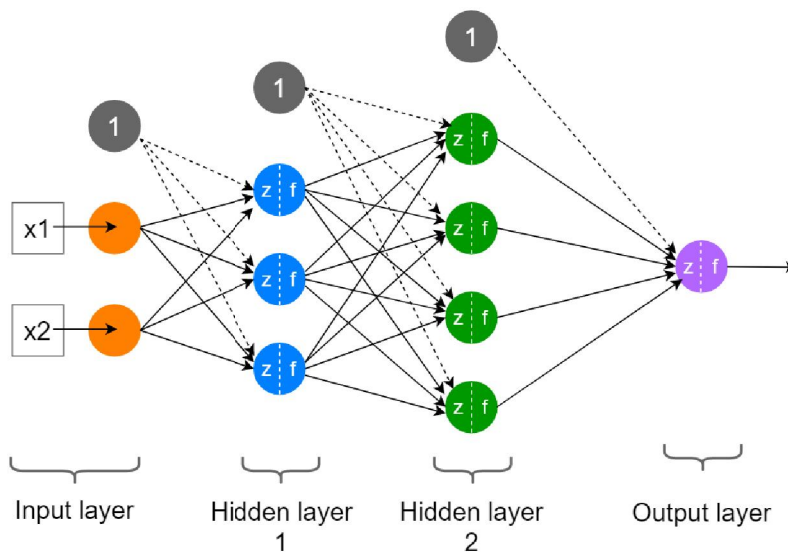 1
1
1
z f
z f
x1
z f
z f
z f
x2
z f
z f
z f
Input layer
Hidden layer
1
Hidden layer
2
Output layer